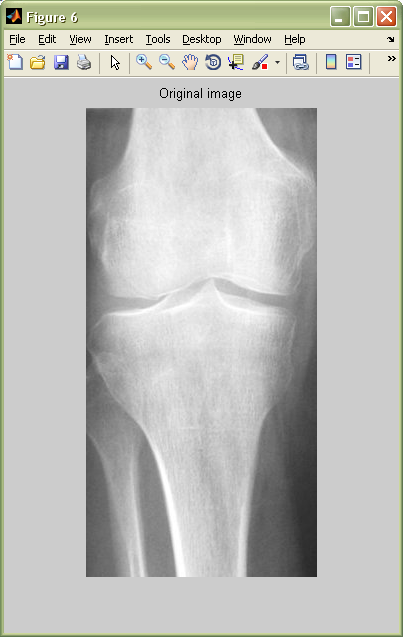 Figure 6
File Edit View Insert Tools Desktop Window Help
Original image